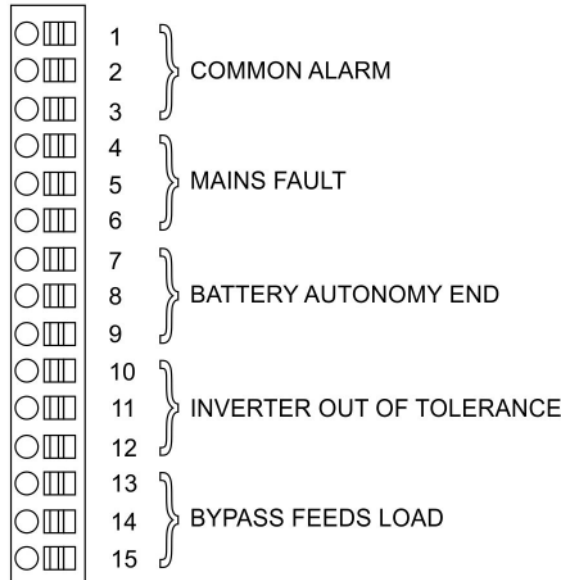 1
2 COMMON ALARM
3
4
5 MAINS FAULT
6
7
8 BATTERY AUTONOMY END
9
10
11 INVERTER OUT OF TOLERANCE
12
13
14 BYPASS FEEDS LOAD
15